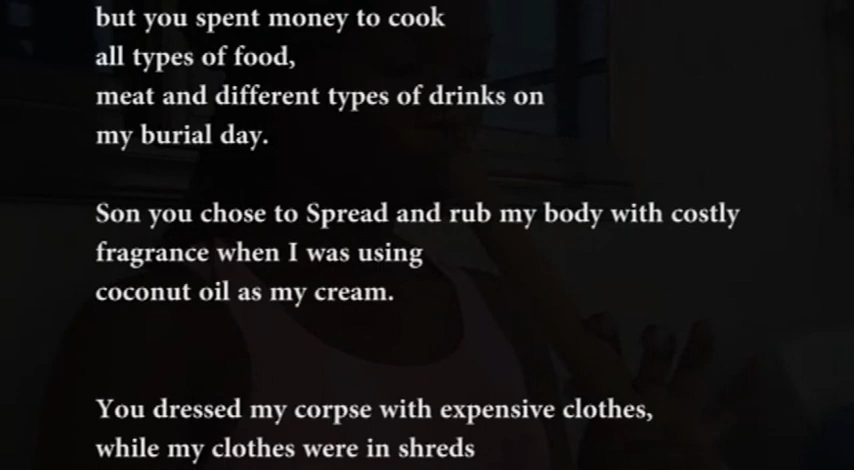 but you spent money to cook
all types of food,
meat and different types of drinks on
my burial day.
Son you chose to Spread and rub my body with costly
fragrance when I was using
coconut oil as my cream.
You dressed my corpse with expensive clothes,
while my clothes were in shreds